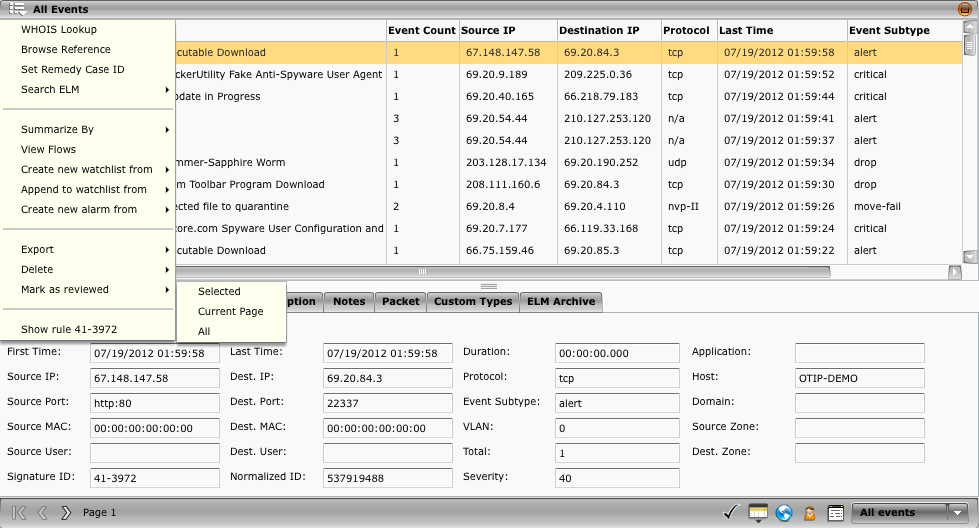 All Events
WHOIS Lookup
Browse Reference
Set Remedy Case ID
Search ELM
Summarize By
View Flows
Create new watchlist from
Append to watchlist from
Create new alarm from
Export
Delete
Mark as reviewed
Show rule 41-3972
Selected
Current Page
All
Event Count Source IP Destination IP Protocol Last Time Event Subtype
cutable Download 1 67.148.147.58 69.20.84.3 tcp 07/19/2012 01:59:58 alert
ckerUtility Fake Anti-Spyware User Agent 1 69.20.9.189 209.225.0.36 tcp 07/19/2012 01:59:52 critical
pdate in Progress 1 69.20.40.165 66.218.79.183 tcp 07/19/2012 01:59:44 critical
3 69.20.54.44 210.127.253.120 n/a 07/19/2012 01:59:41 alert
3 69.20.54.44 210.127.253.120 n/a 07/19/2012 01:59:37 alert
mmer-Sapphire Worm 1 203.128.17.134 69.20.190.252 udp 07/19/2012 01:59:34 drop
m Toolbar Program Download 1 208.111.160.6 69.20.84.3 tcp 07/19/2012 01:59:30 drop
ected file to quarantine 2 69.20.8.4 69.20.4.110 nvp-II 07/19/2012 01:59:26 move-fail
tore.com Spyware User Configuration and 1 69.20.7.177 66.119.33.168 tcp 07/19/2012 01:59:24 critical
cutable Download 1 66.75.159.46 69.20.85.3 tcp 07/19/2012 01:59:22 alert
ption Notes Packet Custom Types ELM Archive
First Time: 07/19/2012 01:59:58 Last Time: 07/19/2012 01:59:58 Duration: 00:00:00.000 Application:
Source IP: 67.148.147.58 Dest. IP: 69.20.84.3 Protocol: tcp Host: OTIP-DEMO
Source Port: http:80 Dest. Port: 22337 Event Subtype: alert Domain:
Source MAC: 00:00:00:00:00:00 Dest. MAC: 00:00:00:00:00:00 VLAN: 0 Source Zone:
Source User: Dest. User: Total: 1 Dest. Zone:
Signature ID: 41-3972 Normalized ID: 537919488 Severity: 40
Page 1 All events